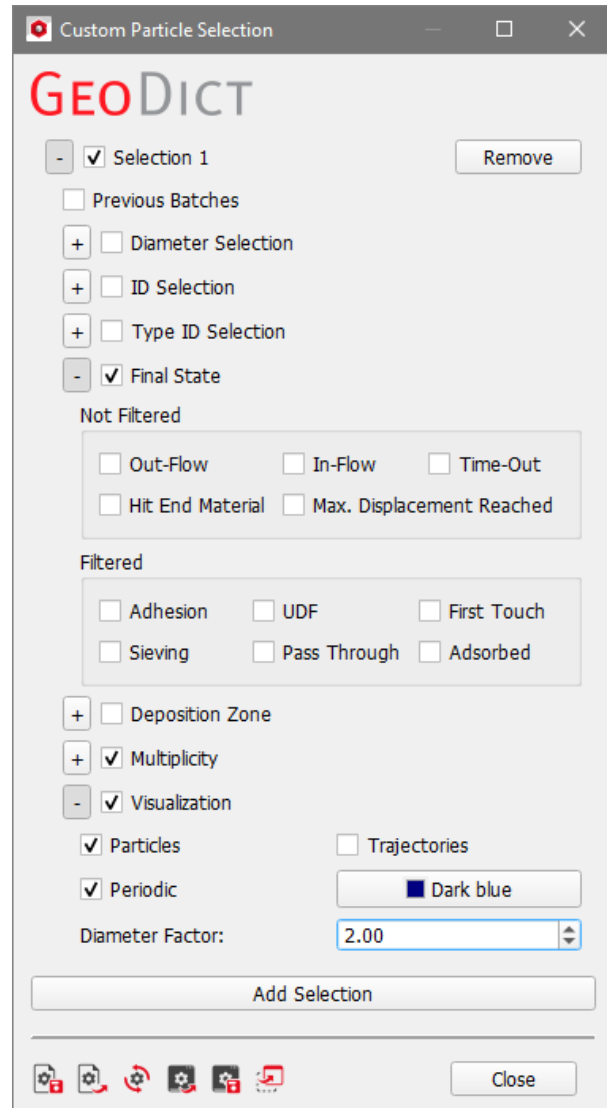 Custom Particle Selection
GEODICT
- Selection 1 Remove
Previous Batches
+ Diameter Selection
+ ID Selection
+ Type ID Selection
- Final State
Not Filtered
Out-Flow In-Flow Time-Out
Hit End Material Max. Displacement Reached
Filtered
Adhesion UDF First Touch
Sieving Pass Through Adsorbed
+ Deposition Zone
+ Multiplicity
- Visualization
Particles Trajectories
Periodic Dark blue
Diameter Factor: 2.00
Add Selection
Close